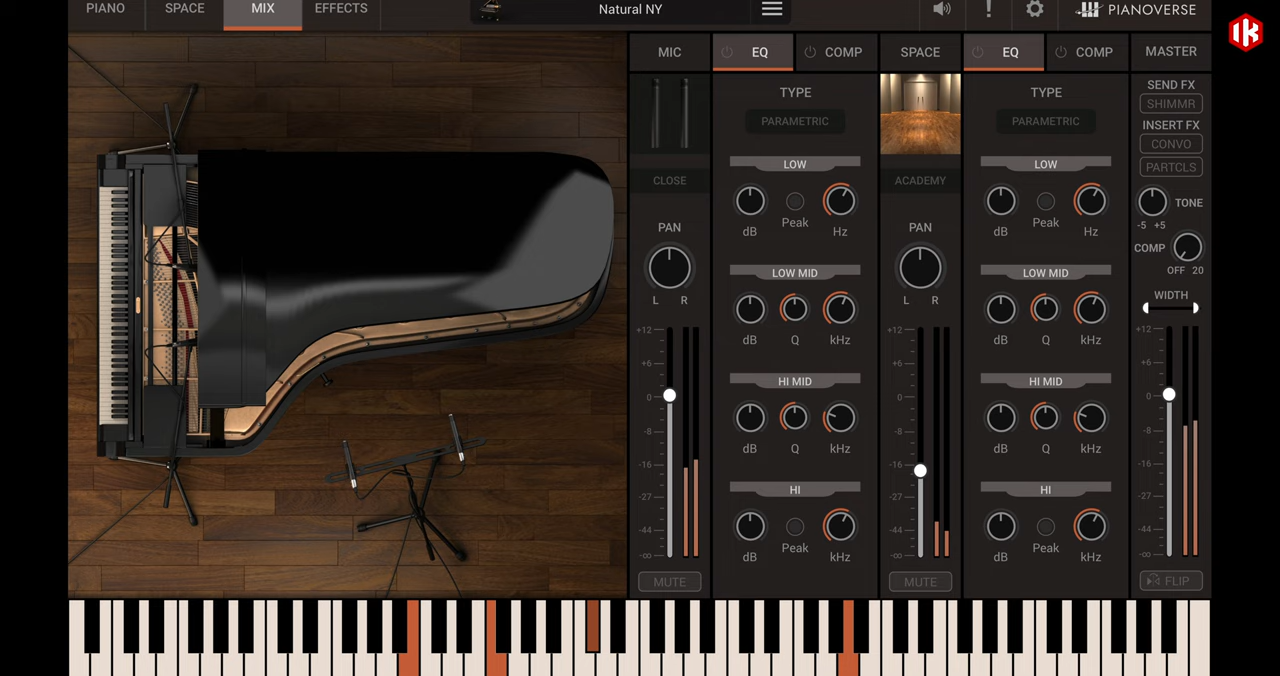 PIANO SPACE MIX EFFECTS Natural NY ! PIANOVERSE
MIC EQ COMP SPACE EQ COMP MASTER
TYPE TYPE SEND FX
PARAMETRIC PARAMETRIC SHIMMR
INSERT FX
CONVO
LOW LOW PARTCLS
CLOSE ACADEMY
TONE
Peak Peak
-5 +5
PAN dB Hz PAN dB Hz
COMP
OFF 20
LOW MID LOW MID
L R L R WIDTH
+12 dB Q kHz +12 dB Q kHz +12
+6 +6 +6
HI MID HI MID
0 0 0
-8 dB Q kHz -8 dB Q kHz -8
-16 -16 -16
HI HI
-27 -27 -27
-44 -44 -44
Peak Peak
-∞ dB kHz -∞ dB kHz -∞
MUTE MUTE FLIP